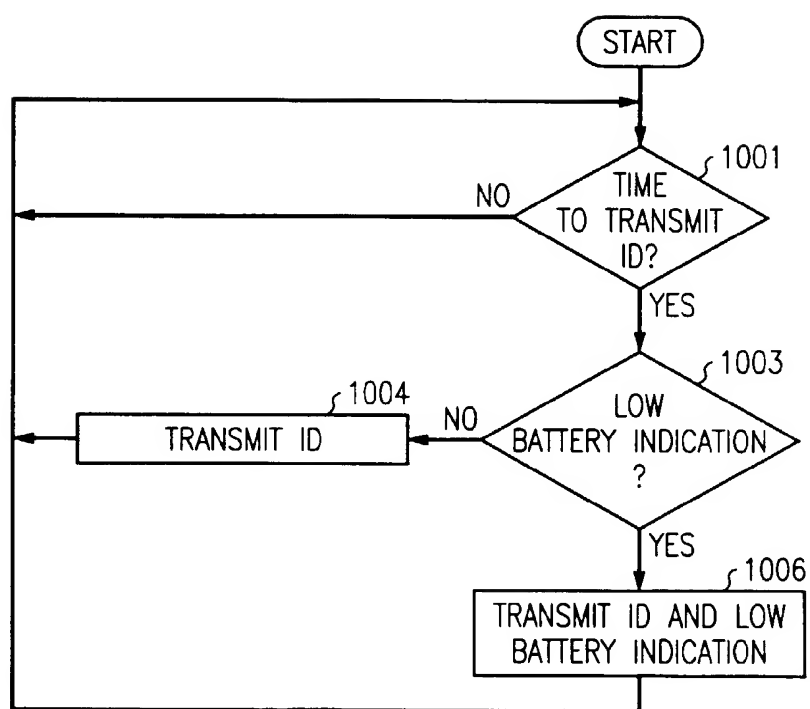 START
1001
TIME
TO TRANSMIT
ID?
NO
YES
1003
LOW
BATTERY INDICATION
?
NO
1004
TRANSMIT ID
YES
1006
TRANSMIT ID AND LOW
BATTERY INDICATION